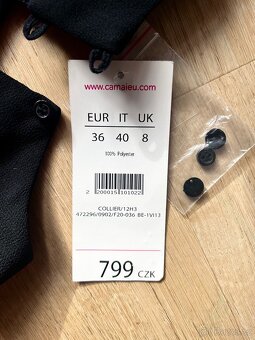 www.camaieu.com
EUR IT UK
36 40 8
100% Polyester
2 200015 101022
COLLIER/12H3
472296/0902/F20-036 BE-1VI13
799 CZK